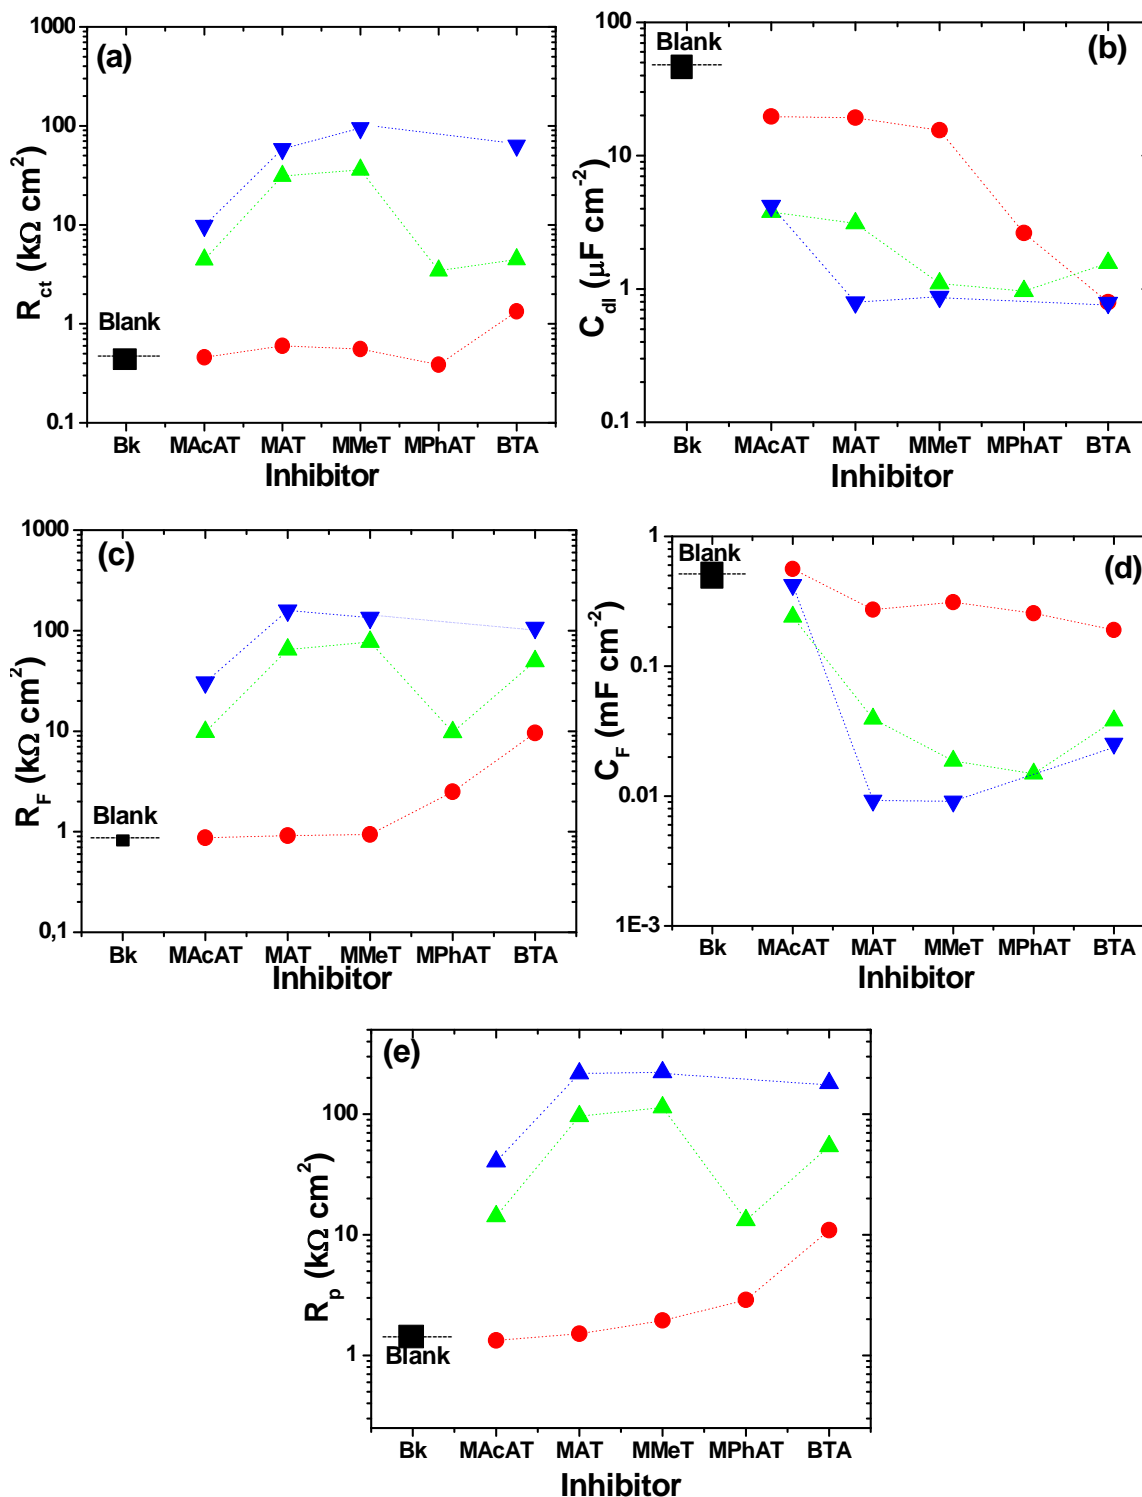 (a)
1000
100
10
1
0.1
R_ct (kΩ cm²)
Blank
Bk MAcAT MAT MMeT MPhAT BTA
Inhibitor
(b)
100
10
1
0.1
C_dl (µF cm⁻²)
Blank
Bk MAcAT MAT MMeT MPhAT BTA
Inhibitor
(c)
1000
100
10
1
0,1
R_F (kΩ cm²)
Blank
Bk MAcAT MAT MMeT MPhAT BTA
Inhibitor
(d)
1
0.1
0.01
1E-3
C_F (mF cm⁻²)
Blank
Bk MAcAT MAT MMeT MPhAT BTA
Inhibitor
(e)
100
10
1
R_p (kΩ cm²)
Blank
Bk MAcAT MAT MMeT MPhAT BTA
Inhibitor